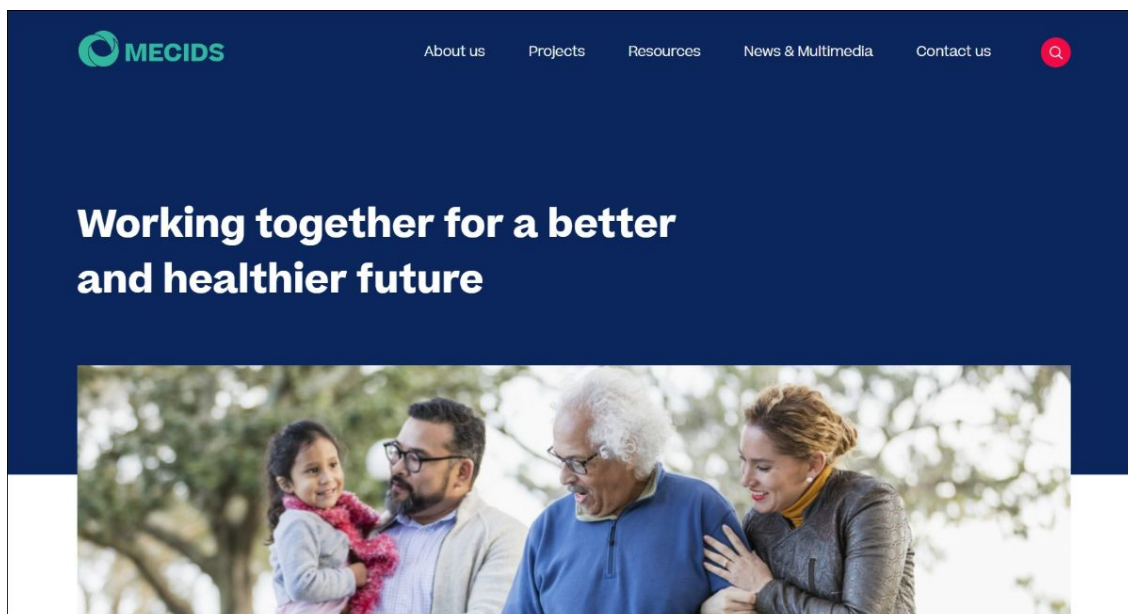 MECIDS
About us Projects Resources News & Multimedia Contact us
Working together for a better
and healthier future